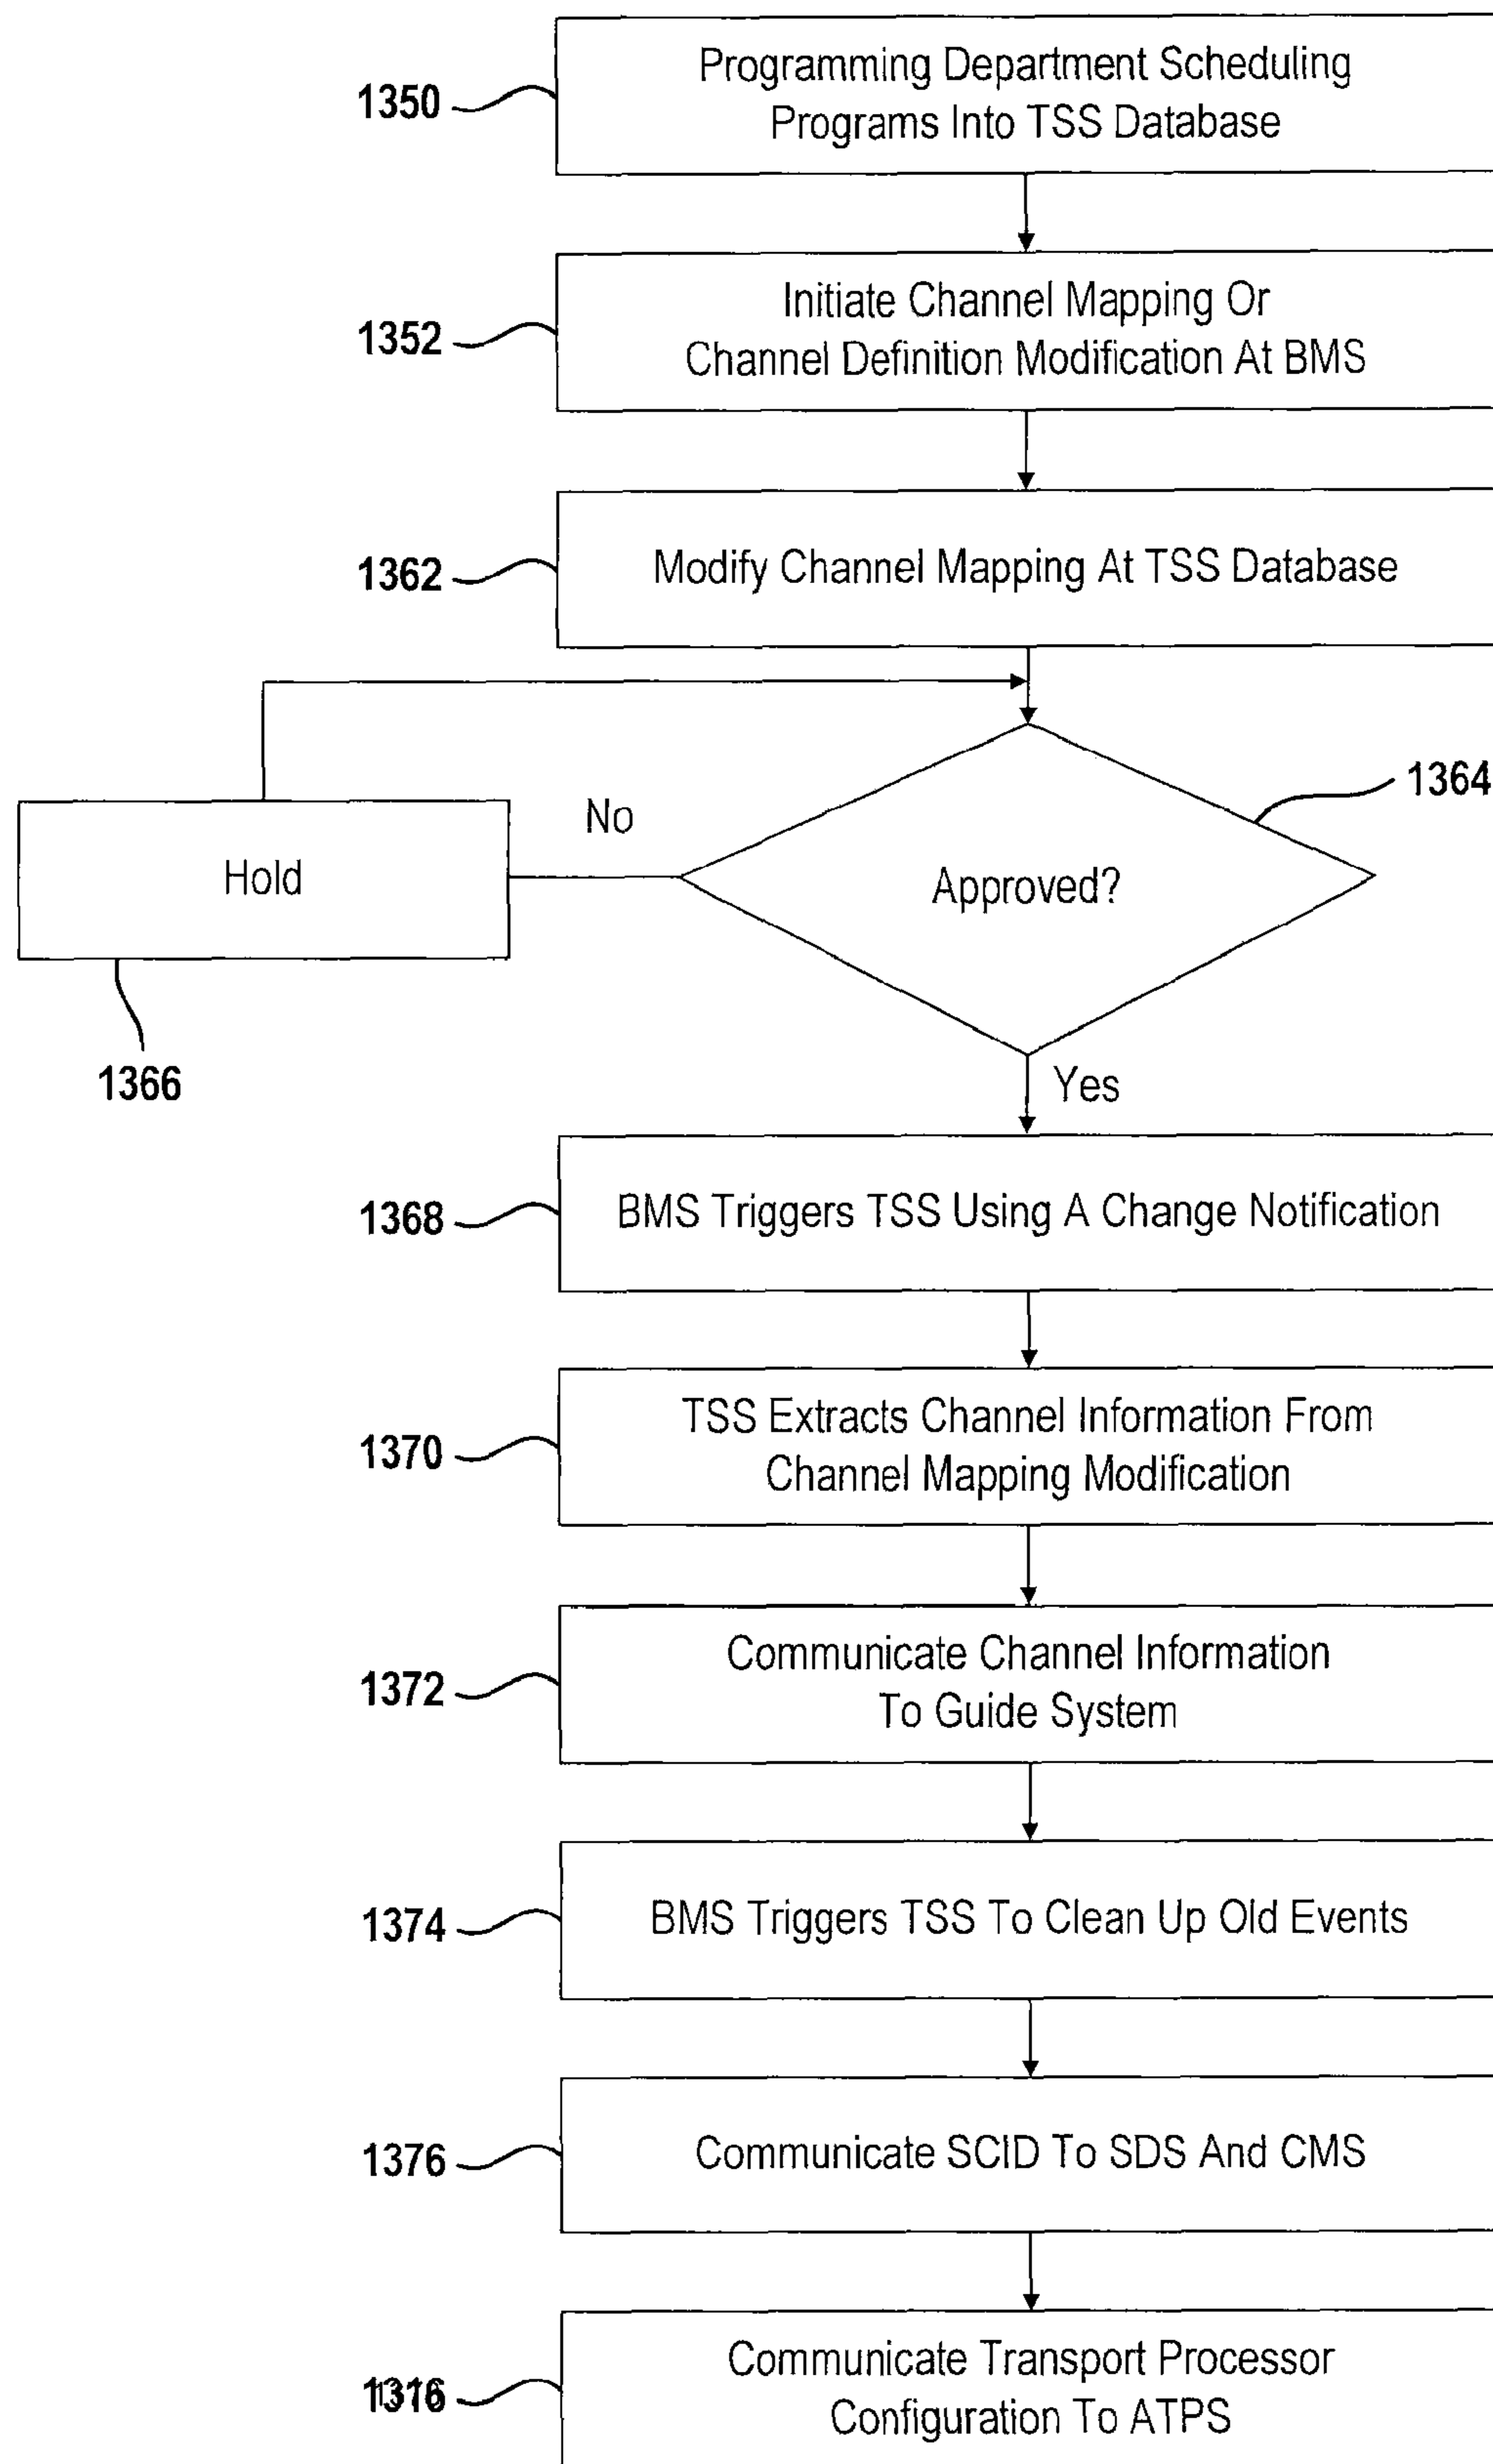 1350
Programming Department Scheduling
Programs Into TSS Database
1352
Initiate Channel Mapping Or
Channel Definition Modification At BMS
1362
Modify Channel Mapping At TSS Database
1364
Approved?
No
Hold
1366
Yes
1368
BMS Triggers TSS Using A Change Notification
1370
TSS Extracts Channel Information From
Channel Mapping Modification
1372
Communicate Channel Information
To Guide System
1374
BMS Triggers TSS To Clean Up Old Events
1376
Communicate SCID To SDS And CMS
Communicate Transport Processor
Configuration To ATPS